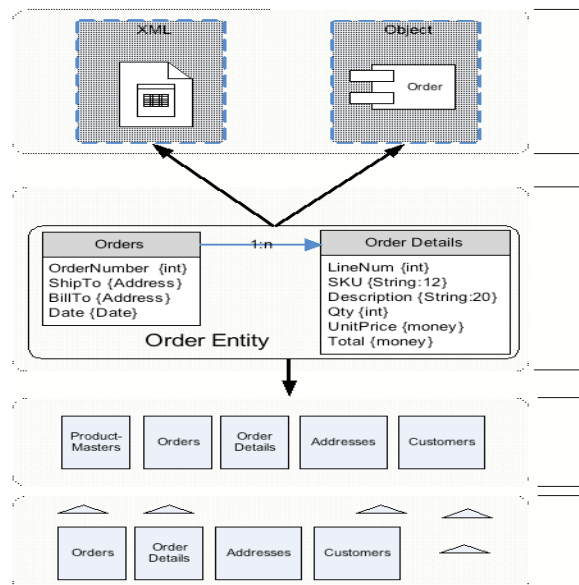 XML
Object
Order
Orders
1:n
Order Details
OrderNumber {int}
ShipTo {Address}
BillTo {Address}
Date {Date}
LineNum {int}
SKU {String:12}
Description {String:20}
Qty {int}
UnitPrice {money}
Total {money}
Order Entity
Product-
Masters
Orders
Order
Details
Addresses
Customers
Orders
Order
Details
Addresses
Customers